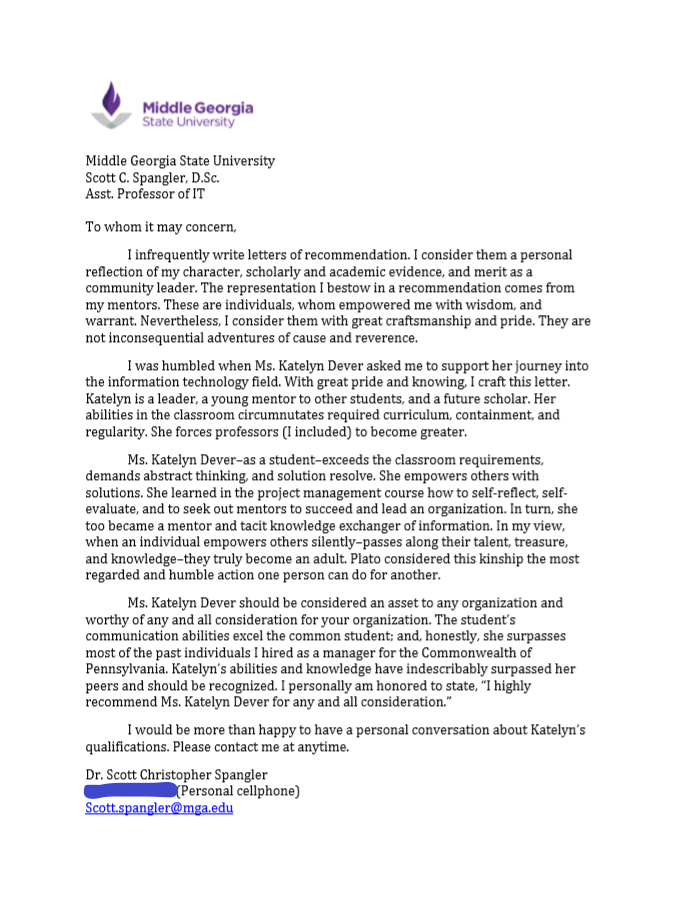 Middle Georgia
State University
Middle Georgia State University
Scott C. Spangler, D.Sc.
Asst. Professor of IT
To whom it may concern,
I infrequently write letters of recommendation. I consider them a personal
reflection of my character, scholarly and academic evidence, and merit as a
community leader. The representation I bestow in a recommendation comes from
my mentors. These are individuals, whom empowered me with wisdom, and
warrant. Nevertheless, I consider them with great craftsmanship and pride. They are
not inconsequential adventures of cause and reverence.
I was humbled when Ms. Katelyn Dever asked me to support her journey into
the information technology field. With great pride and knowing, I craft this letter.
Katelyn is a leader, a young mentor to other students, and a future scholar. Her
abilities in the classroom circumnutates required curriculum, containment, and
regularity. She forces professors (I included) to become greater.
Ms. Katelyn Dever–as a student–exceeds the classroom requirements,
demands abstract thinking, and solution resolve. She empowers others with
solutions. She learned in the project management course how to self-reflect, self-
evaluate, and to seek out mentors to succeed and lead an organization. In turn, she
too became a mentor and tacit knowledge exchanger of information. In my view,
when an individual empowers others silently–passes along their talent, treasure,
and knowledge–they truly become an adult. Plato considered this kinship the most
regarded and humble action one person can do for another.
Ms. Katelyn Dever should be considered an asset to any organization and
worthy of any and all consideration for your organization. The student's
communication abilities excel the common student; and, honestly, she surpasses
most of the past individuals I hired as a manager for the Commonwealth of
Pennsylvania. Katelyn's abilities and knowledge have indescribably surpassed her
peers and should be recognized. I personally am honored to state, "I highly
recommend Ms. Katelyn Dever for any and all consideration."
I would be more than happy to have a personal conversation about Katelyn's
qualifications. Please contact me at anytime.
Dr. Scott Christopher Spangler
(Personal cellphone)
Scott.spangler@mga.edu